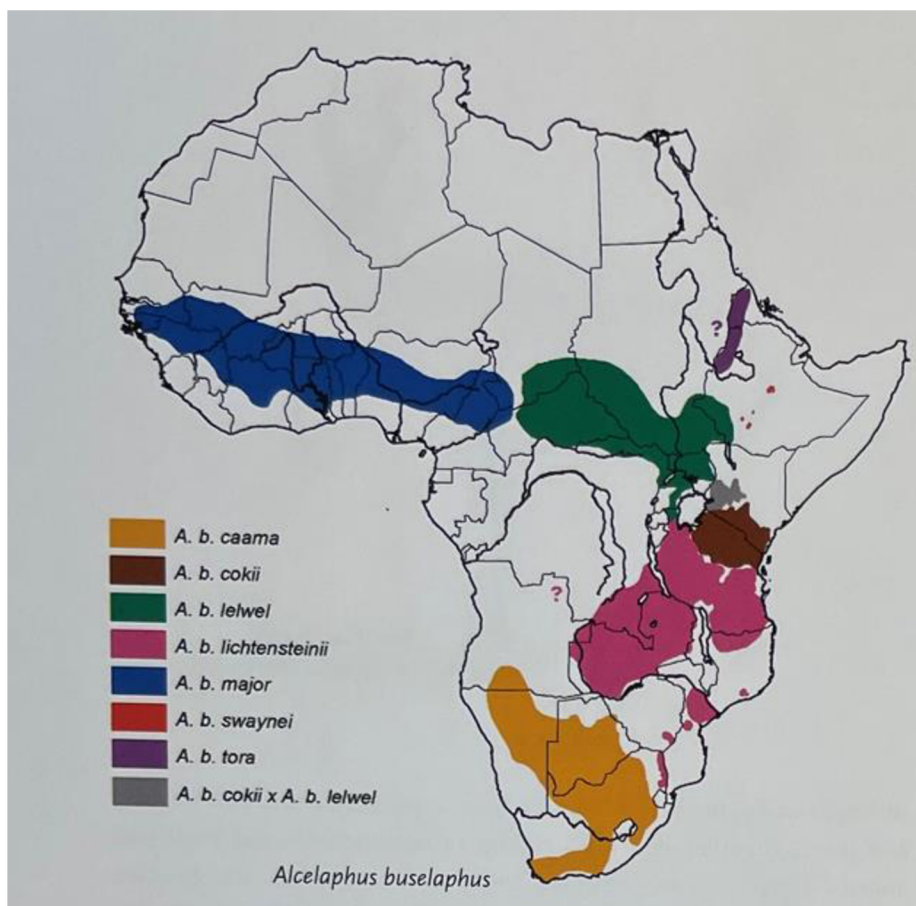 ?
A. b. caama
A. b. cokii
A. b. lelwel
?
A. b. lichtensteinii
A. b. major
A. b. swaynei
A. b. tora
A. b. cokii x A. b. lelwel
Alcelaphus buselaphus